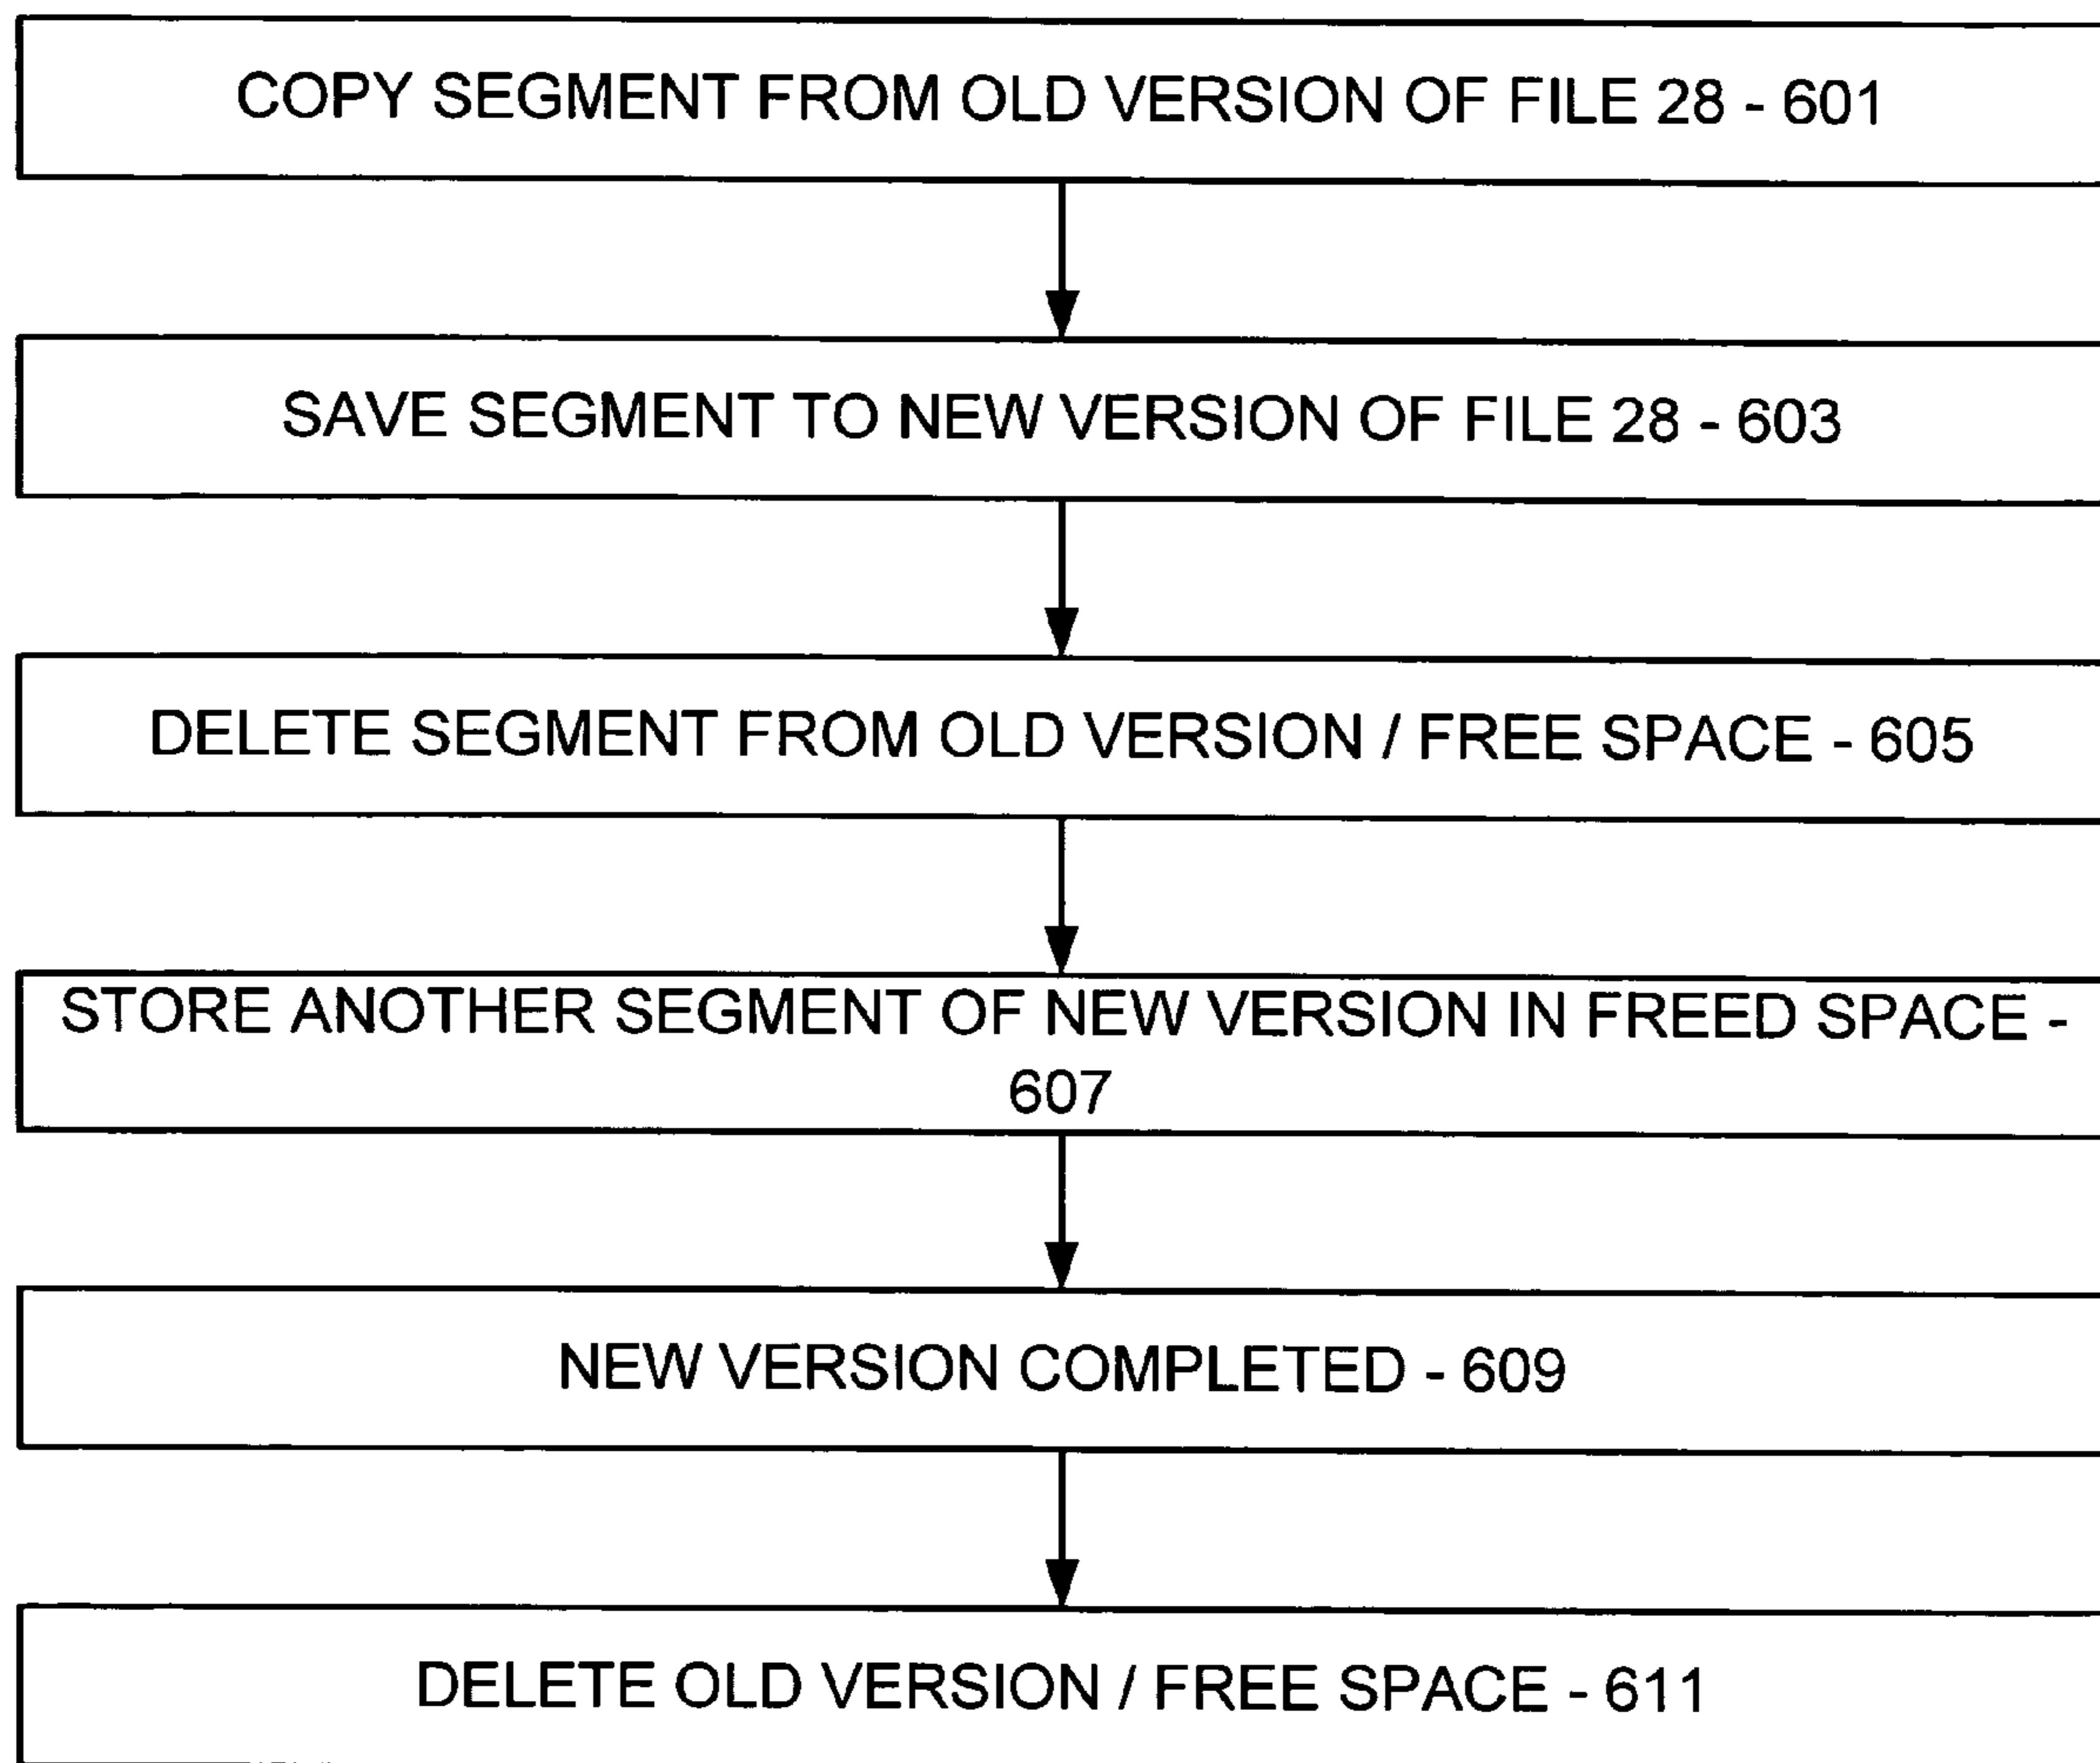 COPY SEGMENT FROM OLD VERSION OF FILE 28 - 601
SAVE SEGMENT TO NEW VERSION OF FILE 28 - 603
DELETE SEGMENT FROM OLD VERSION / FREE SPACE - 605
STORE ANOTHER SEGMENT OF NEW VERSION IN FREED SPACE -
607
NEW VERSION COMPLETED - 609
DELETE OLD VERSION / FREE SPACE - 611